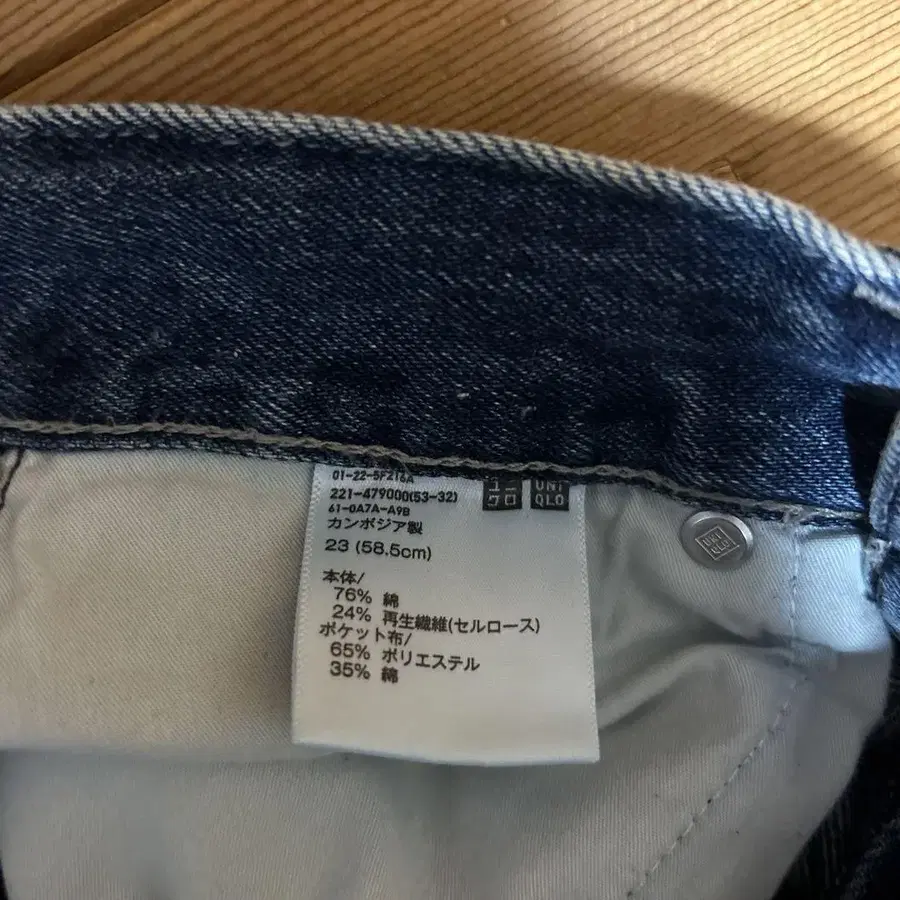 01-22-5F216A
221-479000(53-32)
61-0A7A-A9B
ユニクロ UNIQLO
カンボジア製
23 (58.5cm)
本体/
76% 綿
24% 再生繊維(セルロース)
ポケット布/
65% ポリエステル
35% 綿
UNIQLO